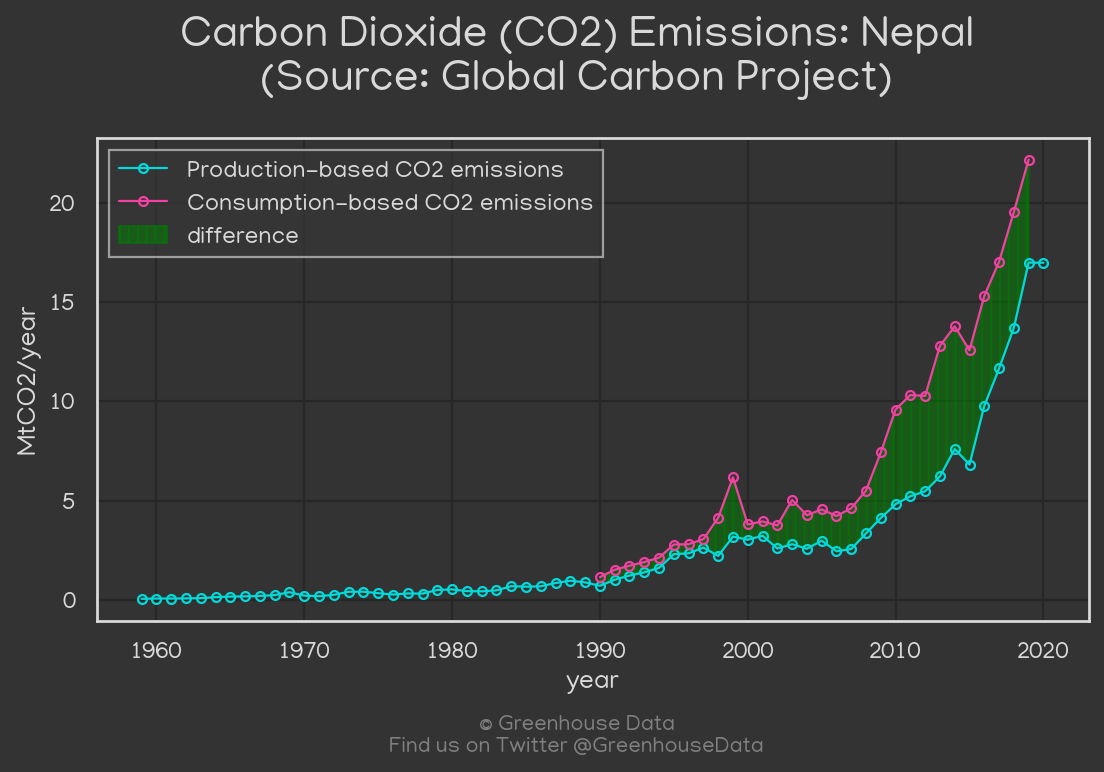 Carbon Dioxide (CO2) Emissions: Nepal
(Source: Global Carbon Project)
Production-based CO2 emissions
Consumption-based CO2 emissions
difference
MtCO2/year
20
15
10
5
0
1960 1970 1980 1990 2000 2010 2020
year
© Greenhouse Data
Find us on Twitter @GreenhouseData